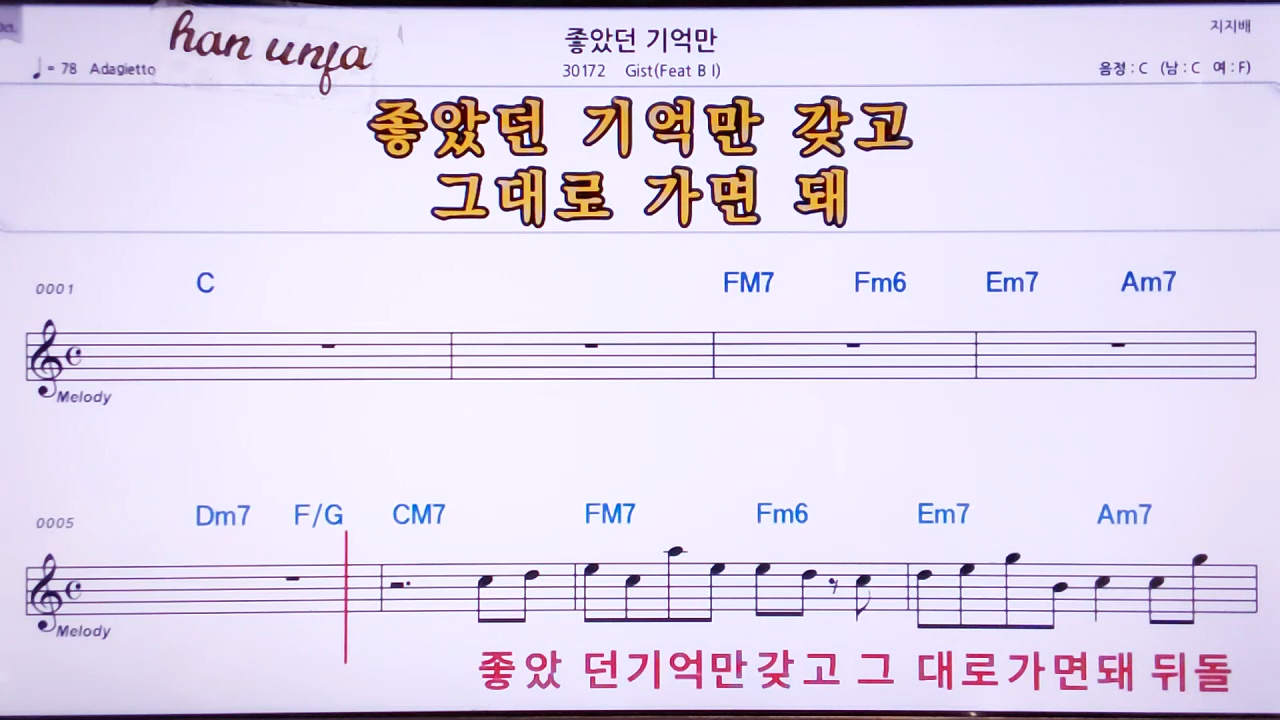 han unfa
좋았던 기억만
지지배
♩= 78 Adagietto
30172 Gist(Feat B I)
음정 : C (남 : C 여 : F)
좋았던 기억만 갖고
그대로 가면 돼
0001 C FM7 Fm6 Em7 Am7
Melody
0005 Dm7 F/G CM7 FM7 Fm6 Em7 Am7
Melody
좋았 던기억만갖고그 대로가면돼 뒤돌